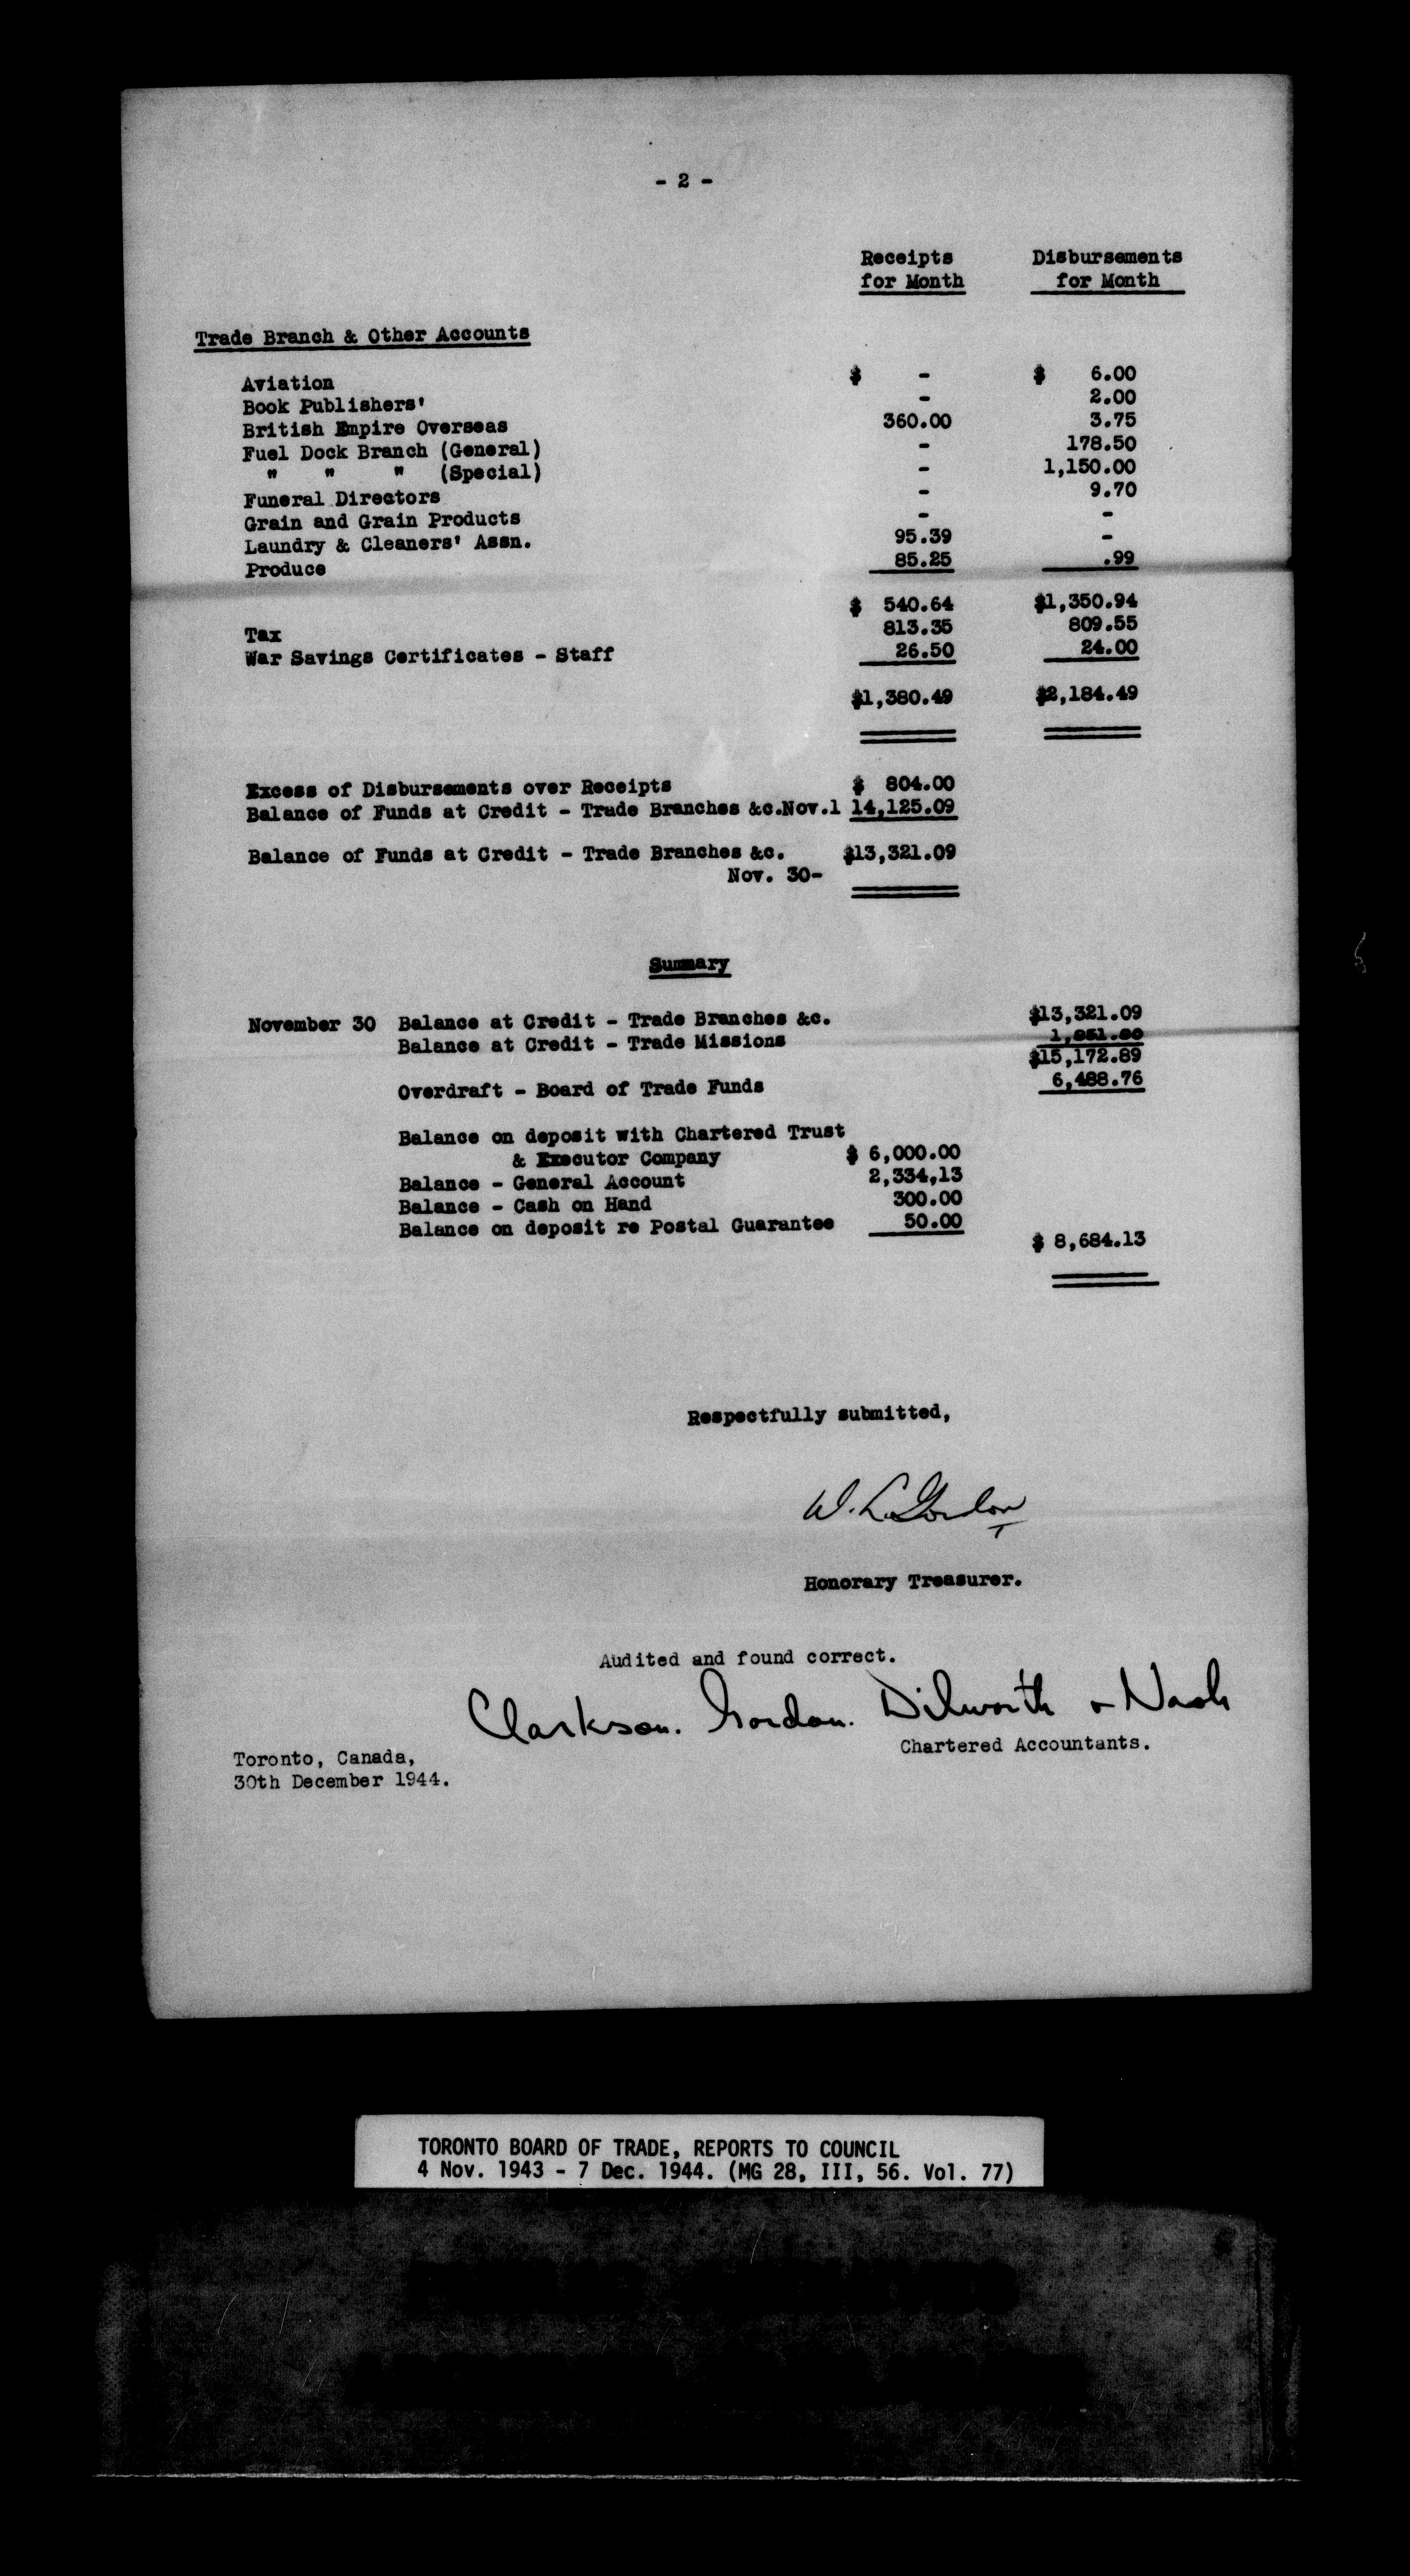 - 2 -
Receipts Disbursements
for Month for Month
Trade Branch & Other Accounts
Aviation $ - $ 6.00
Book Publishers' - 2.00
British Empire Overseas 360.00 3.75
Fuel Dock Branch (General) - 178.50
" " " (Special) - 1,150.00
Funeral Directors - 9.70
Grain and Grain Products - -
Laundry & Cleaners' Assn. 95.39 -
Produce 85.25 .99
$ 540.64 $1,350.94
Tax 813.35 809.55
War Savings Certificates - Staff 26.50 24.00
$1,380.49 $2,184.49
Excess of Disbursements over Receipts $ 804.00
Balance of Funds at Credit - Trade Branches &c.Nov.1 14,125.09
Balance of Funds at Credit - Trade Branches &c. $13,321.09
Nov. 30-
Summary
November 30 Balance at Credit - Trade Branches &c. $13,321.09
Balance at Credit - Trade Missions 1,851.80
$15,172.89
Overdraft - Board of Trade Funds 6,488.76
Balance on deposit with Chartered Trust
& Executor Company $ 6,000.00
Balance - General Account 2,334,13
Balance - Cash on Hand 300.00
Balance on deposit re Postal Guarantee 50.00
$ 8,684.13
Respectfully submitted,
W. L. Gordon
Honorary Treasurer.
Audited and found correct.
Clarkson. Gordon. Dilworth & Nash
Chartered Accountants.
Toronto, Canada,
30th December 1944.
TORONTO BOARD OF TRADE, REPORTS TO COUNCIL
4 Nov. 1943 - 7 Dec. 1944. (MG 28, III, 56. Vol. 77)